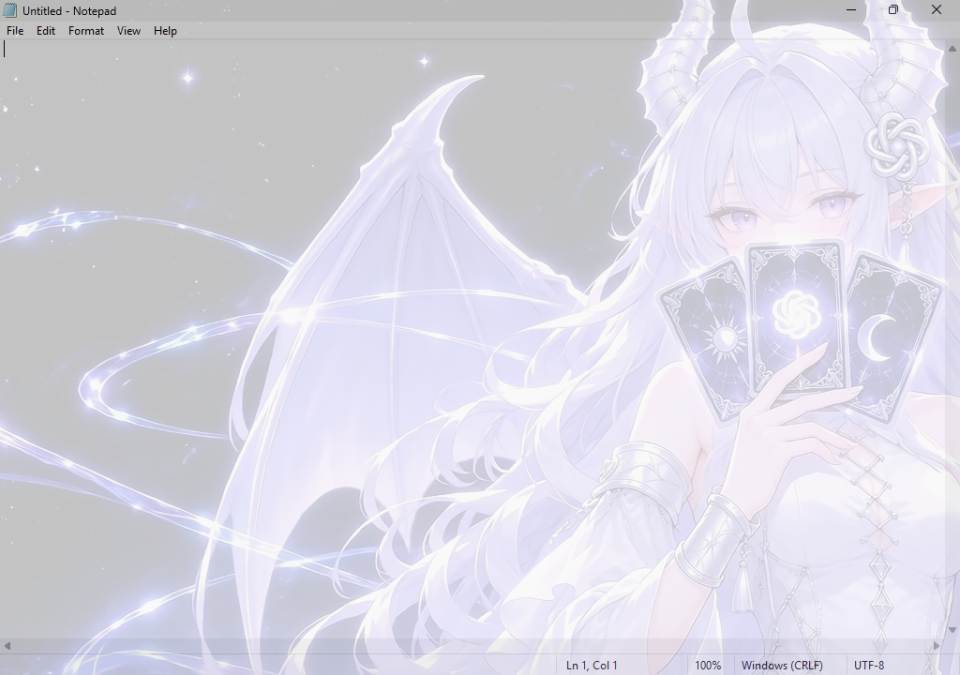 Untitled - Notepad
File Edit Format View Help
Ln 1, Col 1 100% Windows (CRLF) UTF-8